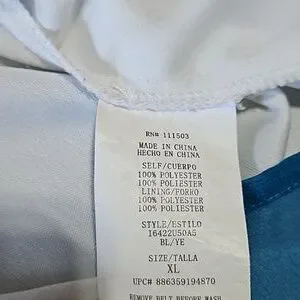 RN# 111503
MADE IN CHINA
HECHO EN CHINA
SELF/CUERPO
100% POLYESTER
100% POLIESTER
LINING/FORRO
100% POLYESTER
100% POLIESTER
STYLE/ESTILO
16422U50AS
BL/YE
SIZE/TALLA
XL
UPC# 886359194870
REMOVE BELT BEFORE WASH